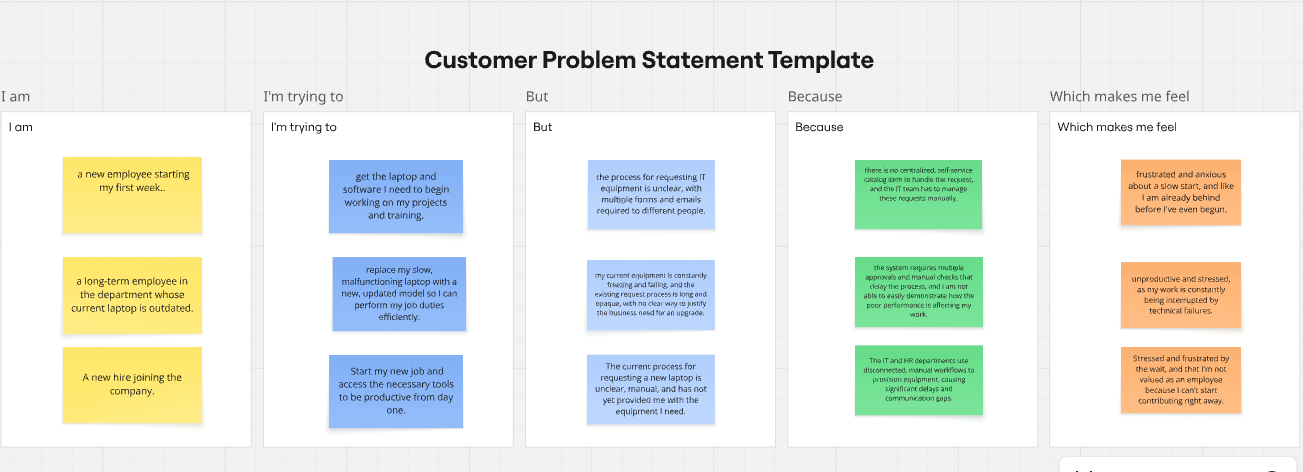 Customer Problem Statement Template
I am
I'm trying to
But
Because
Which makes me feel
I am
I'm trying to
But
Because
Which makes me feel
a new employee starting
my first week..
get the laptop and
software I need to begin
working on my projects
and training.
the process for requesting IT
equipment is unclear, with
multiple forms and emails
required to different people.
there is no centralized, self-service
catalog item to handle the request,
and the IT team has to manage
these requests manually.
frustrated and anxious
about a slow start, and like
I am already behind
before I've even begun.
a long-term employee in
the department whose
current laptop is outdated.
replace my slow,
malfunctioning laptop with a
new, updated model so I can
perform my job duties
efficiently.
my current equipment is constantly
freezing and failing, and the
existing request process is long and
opaque, with no clear way to justify
the business need for an upgrade.
the system requires multiple
approvals and manual checks that
delay the process, and I am not
able to easily demonstrate how the
poor performance is affecting my
work.
unproductive and stressed,
as my work is constantly
being interrupted by
technical failures.
A new hire joining the
company.
Start my new job and
access the necessary tools
to be productive from day
one.
The current process for
requesting a new laptop is
unclear, manual, and has not
yet provided me with the
equipment I need.
The IT and HR departments use
disconnected, manual workflows to
provision equipment, causing
significant delays and
communication gaps.
Stressed and frustrated by
the wait, and that I'm not
valued as an employee
because I can't start
contributing right away.